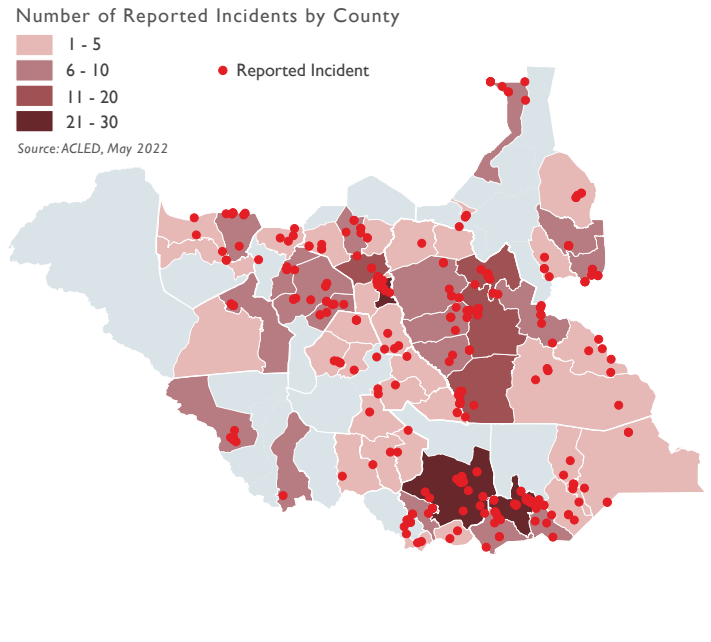 Number of Reported Incidents by County
1 - 5
6 - 10
Reported Incident
11 - 20
21 - 30
Source: ACLED, May 2022